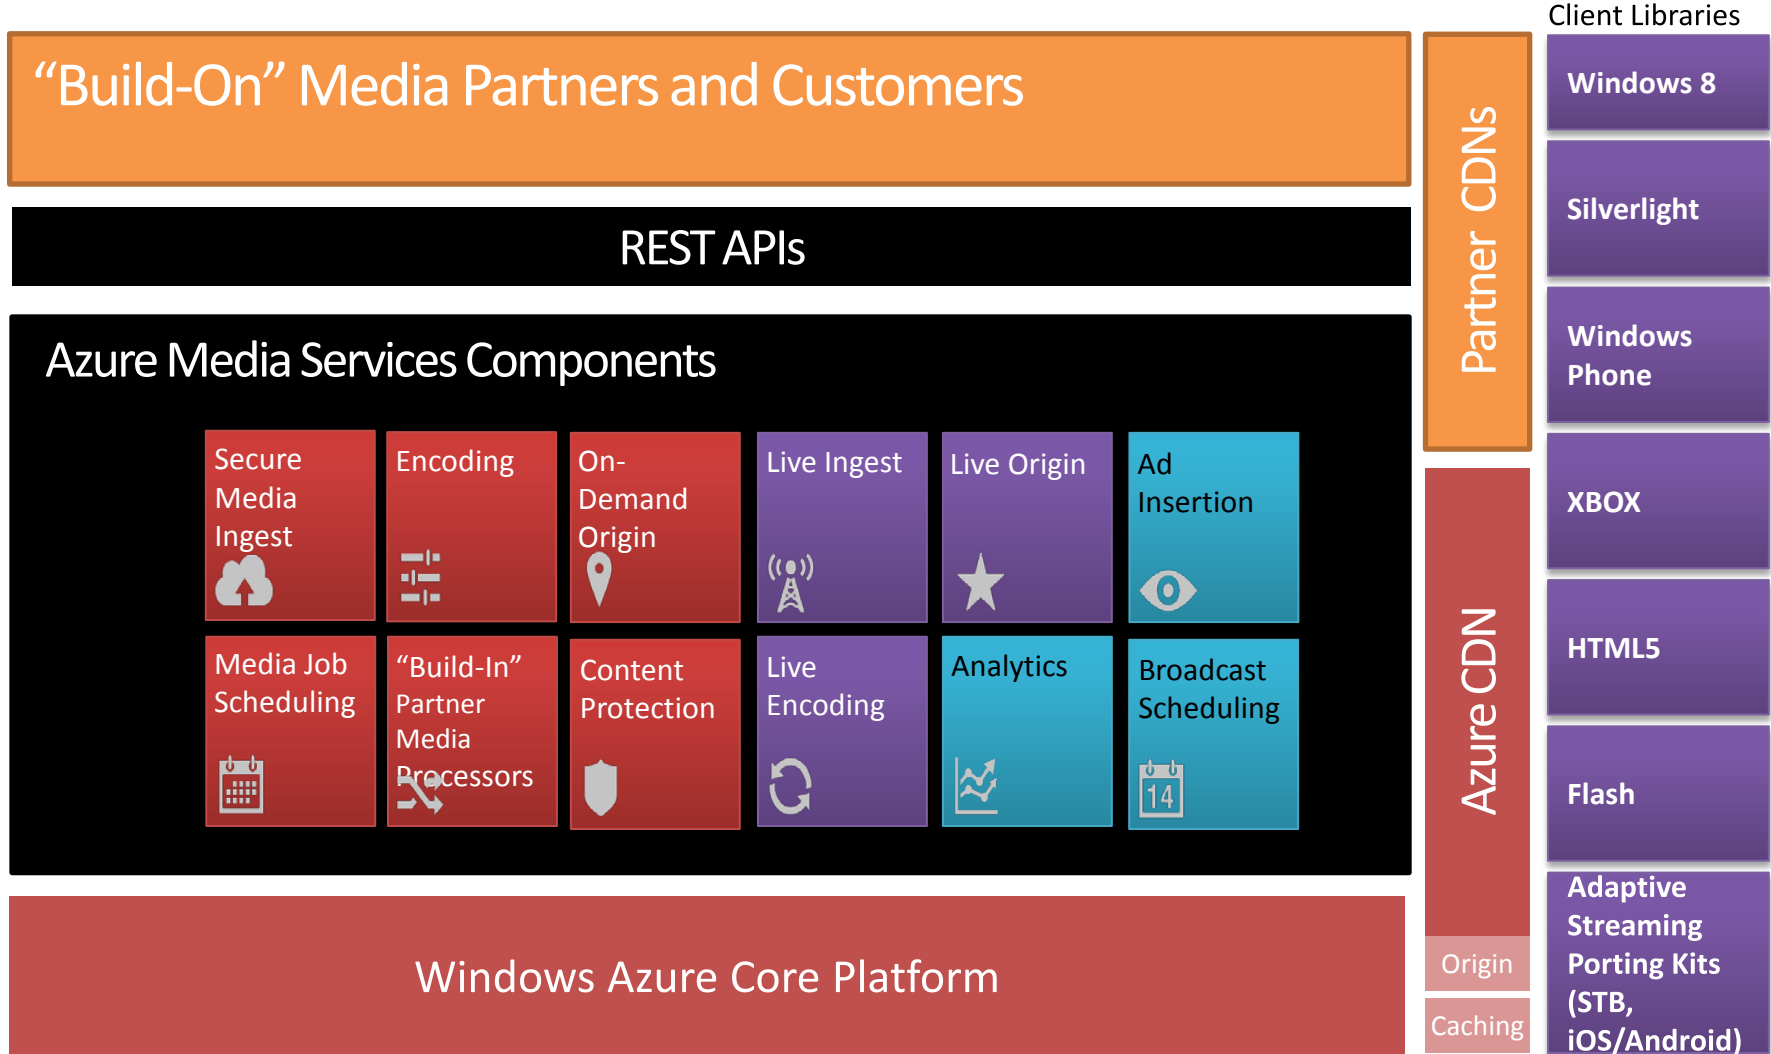 Client Libraries
“Build-On” Media Partners and Customers
REST APIs
Azure Media Services Components
Secure
Media
Ingest
Encoding
On-
Demand
Origin
Live Ingest
Live Origin
Ad
Insertion
Media Job
Scheduling
“Build-In”
Partner
Media
Processors
Content
Protection
Live
Encoding
Analytics
Broadcast
Scheduling
14
Windows Azure Core Platform
Partner CDNs
Azure CDN
Origin
Caching
Windows 8
Silverlight
Windows
Phone
XBOX
HTML5
Flash
Adaptive
Streaming
Porting Kits
(STB,
iOS/Android)